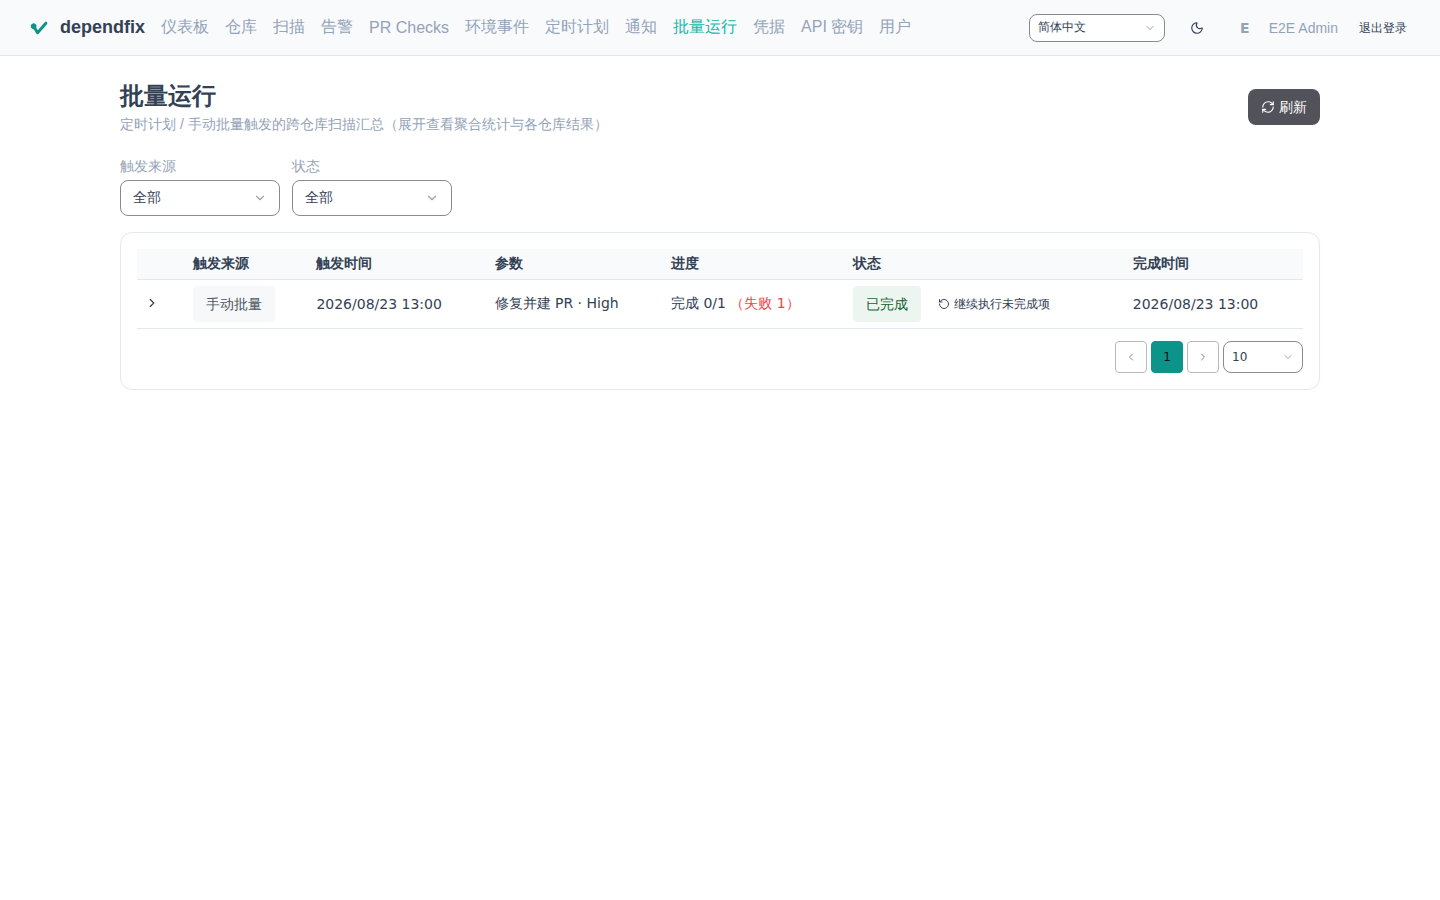 dependfix 仪表板 仓库 扫描 告警 PR Checks 环境事件 定时计划 通知 批量运行 凭据 API 密钥 用户 简体中文 E E2E Admin 退出登录
批量运行
定时计划 / 手动批量触发的跨仓库扫描汇总（展开查看聚合统计与各仓库结果）
刷新
触发来源 状态
全部 全部
触发来源 触发时间 参数 进度 状态 完成时间
手动批量 2026/08/23 13:00 修复并建 PR · High 完成 0/1 （失败 1） 已完成 继续执行未完成项 2026/08/23 13:00
1 10